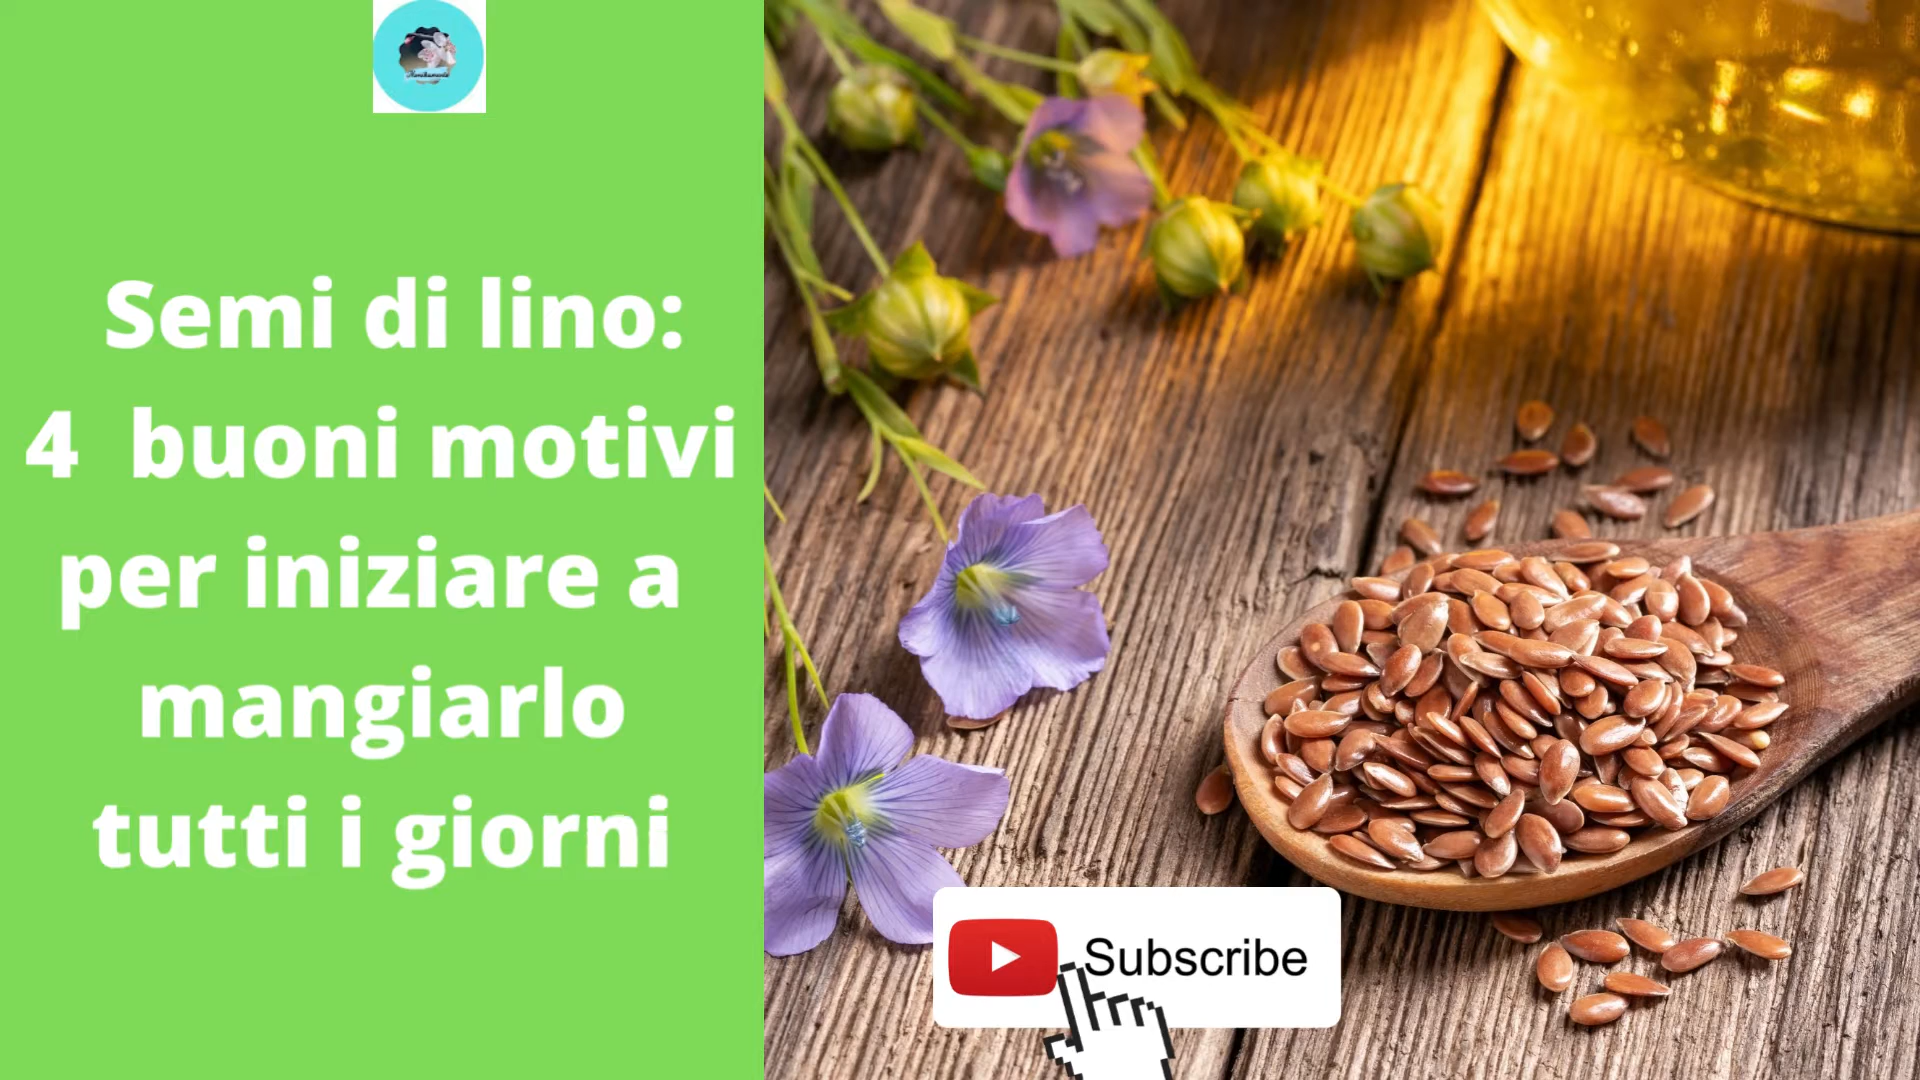 Semi di lino:
4 buoni motivi
per iniziare a
mangiarlo
tutti i giorni
Subscribe